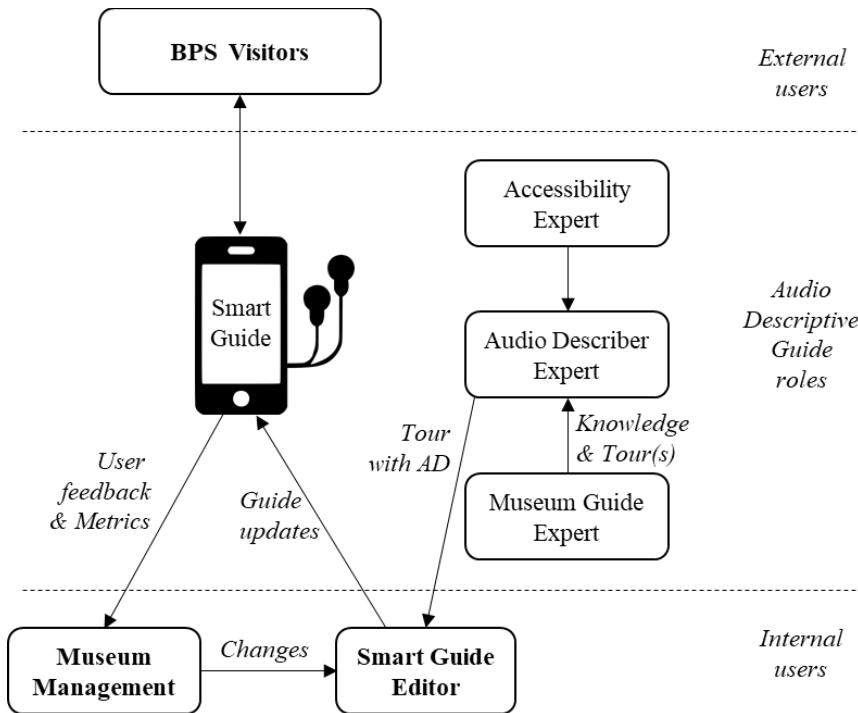 BPS Visitors
External
users
Accessibility
Expert
Smart
Guide
Audio Describer
Expert
Audio
Descriptive
Guide
roles
Tour
with AD
Knowledge
& Tour(s)
User
feedback
& Metrics
Guide
updates
Museum Guide
Expert
Museum
Management
Changes
Smart Guide
Editor
Internal
users